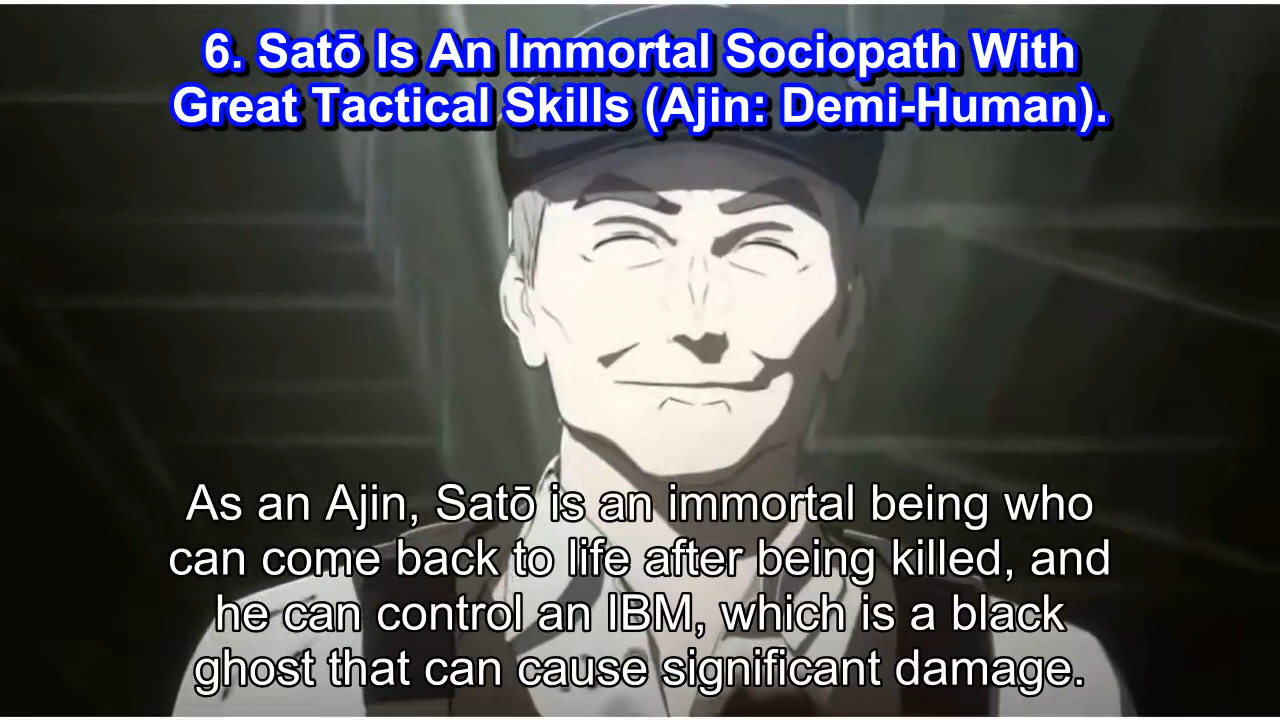 6. Satō Is An Immortal Sociopath With
Great Tactical Skills (Ajin: Demi-Human).
As an Ajin, Satō is an immortal being who
can come back to life after being killed, and
he can control an IBM, which is a black
ghost that can cause significant damage.